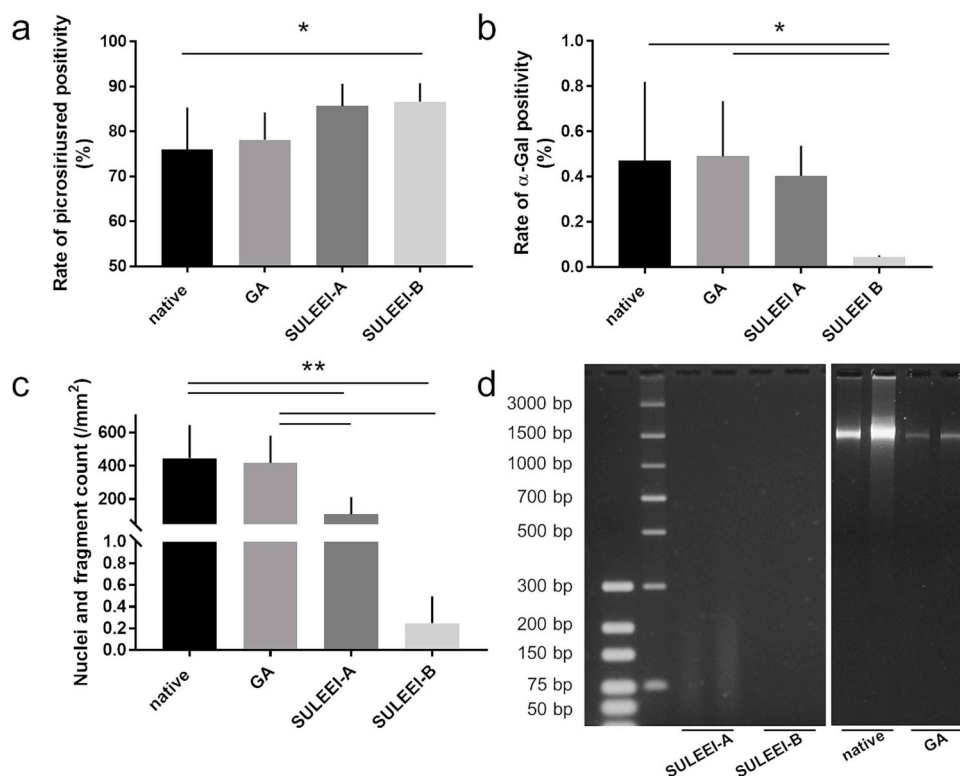 a
*
Rate of picrosiriusred positivity
(%)
100
90
80
70
60
50
native
GA
SULEEI-A
SULEEI-B
b
*
Rate of α-Gal positivity
(%)
1.0
0.8
0.6
0.4
0.2
0.0
native
GA
SULEEI A
SULEEI B
c
**
Nuclei and fragment count (/mm²)
600
400
200
1.0
0.8
0.6
0.4
0.2
0.0
native
GA
SULEEI-A
SULEEI-B
d
3000 bp
1500 bp
1000 bp
700 bp
500 bp
300 bp
200 bp
150 bp
75 bp
50 bp
SULEEI-A
SULEEI-B
native
GA